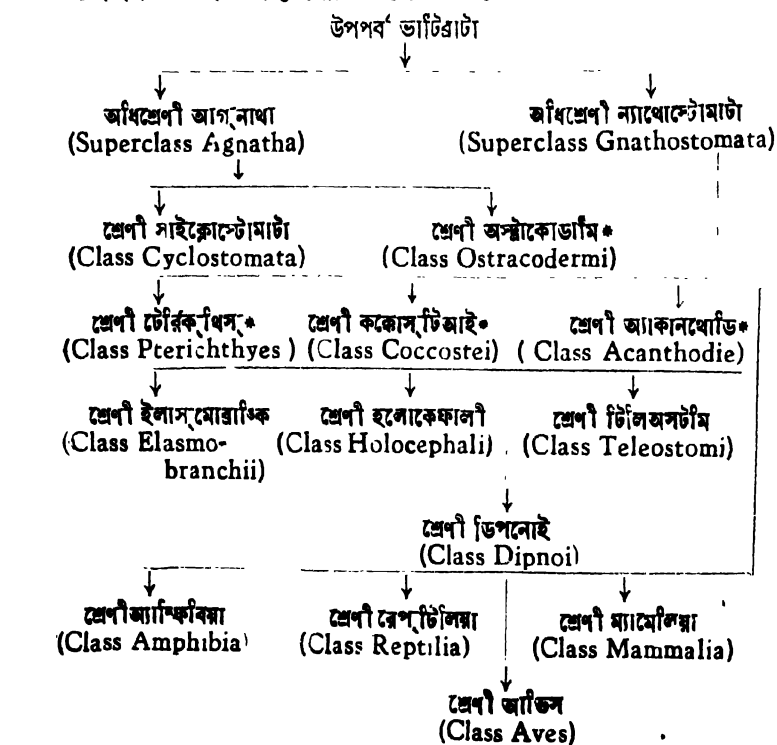 উপপর্ব ভার্টিব্রাটা
অধিশ্রেণী আগ্‌নাথা
(Superclass Agnatha)
অধিশ্রেণী ন্যাথোস্টোমাটা
(Superclass Gnathostomata)
শ্রেণী সাইক্লোস্টোমাটা
(Class Cyclostomata)
শ্রেণী অস্ট্রাকোডার্মি*
(Class Ostracodermi)
শ্রেণী টেরিক্‌থিস্‌*
(Class Pterichthyes)
শ্রেণী কক্কোস্‌টিআই*
(Class Coccostei)
শ্রেণী অ্যাকানথোডি*
(Class Acanthodie)
শ্রেণী ইলাস্‌মোব্রাঙ্কি
(Class Elasmo-
branchii)
শ্রেণী হলোকেফালী
(Class Holocephali)
শ্রেণী টিলিঅসটমি
(Class Teleostomi)
শ্রেণী ডিপনোই
(Class Dipnoi)
শ্রেণী অ্যাম্ফিবিয়া
(Class Amphibia)
শ্রেণী রেপ্‌টিলিয়া
(Class Reptilia)
শ্রেণী ম্যামেলিয়া
(Class Mammalia)
শ্রেণী আভিস
(Class Aves)